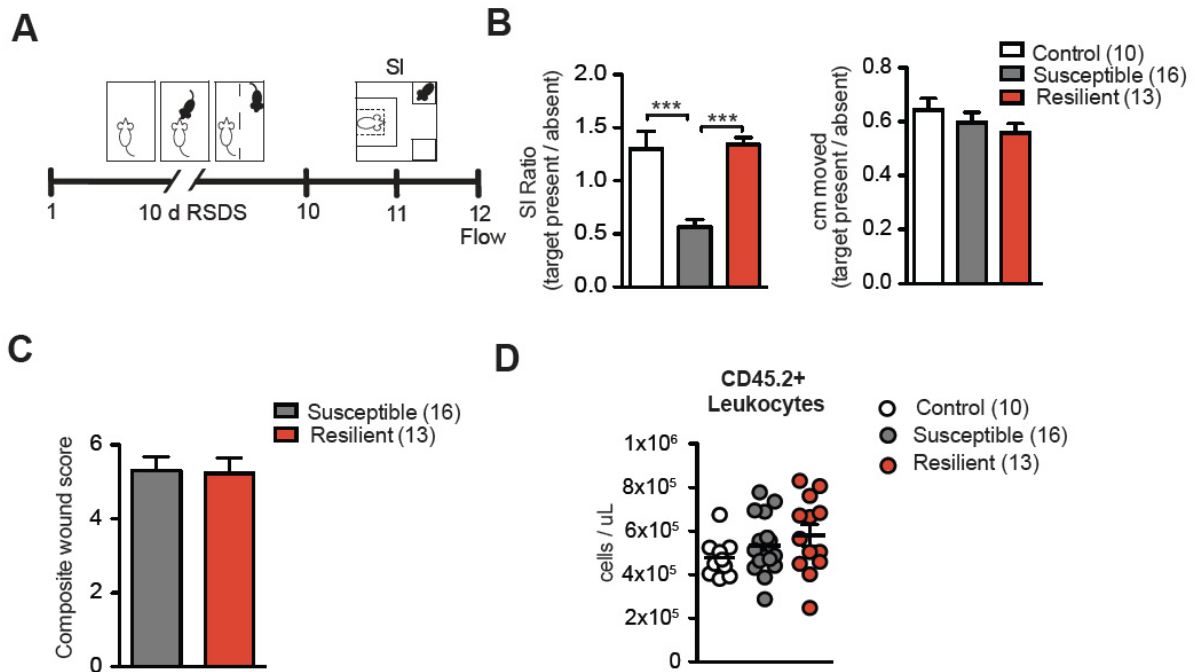 A
SI
1
10 d RSDS
10
11
12
Flow
B
Control (10)
Susceptible (16)
Resilient (13)
SI Ratio
(target present / absent)
2.0
1.5
1.0
0.5
0.0
***
***
cm moved
(target present / absent)
0.8
0.6
0.4
0.2
0.0
C
Susceptible (16)
Resilient (13)
Composite wound score
6
4
2
0
D
CD45.2+
Leukocytes
Control (10)
Susceptible (16)
Resilient (13)
cells / uL
1x10⁶
8x10⁵
6x10⁵
4x10⁵
2x10⁵
0